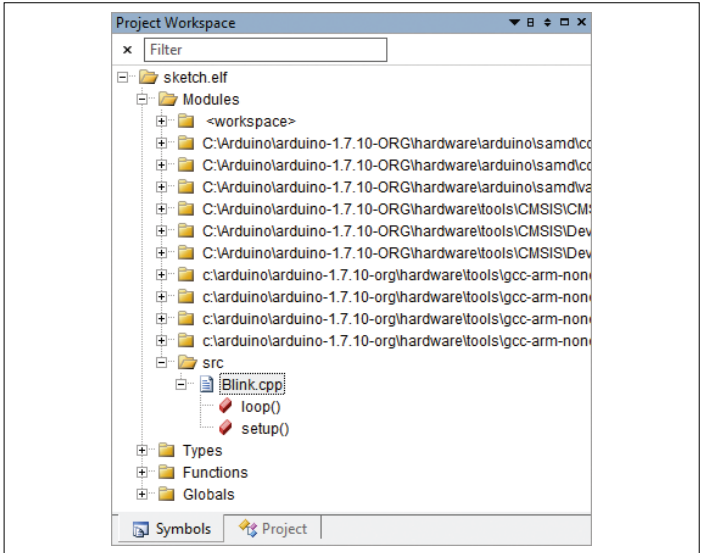 Project Workspace
Filter
sketch.elf
Modules
<workspace>
C:\Arduino\arduino-1.7.10-ORG\hardware\arduino\samd\co
C:\Arduino\arduino-1.7.10-ORG\hardware\arduino\samd\co
C:\Arduino\arduino-1.7.10-ORG\hardware\arduino\samd\va
C:\Arduino\arduino-1.7.10-ORG\hardware\tools\CMSIS\CMS
C:\Arduino\arduino-1.7.10-ORG\hardware\tools\CMSIS\Dev
C:\Arduino\arduino-1.7.10-ORG\hardware\tools\CMSIS\Dev
c:\arduino\arduino-1.7.10-org\hardware\tools\gcc-arm-none
c:\arduino\arduino-1.7.10-org\hardware\tools\gcc-arm-none
c:\arduino\arduino-1.7.10-org\hardware\tools\gcc-arm-none
c:\arduino\arduino-1.7.10-org\hardware\tools\gcc-arm-none
src
Blink.cpp
loop()
setup()
Types
Functions
Globals
Symbols Project